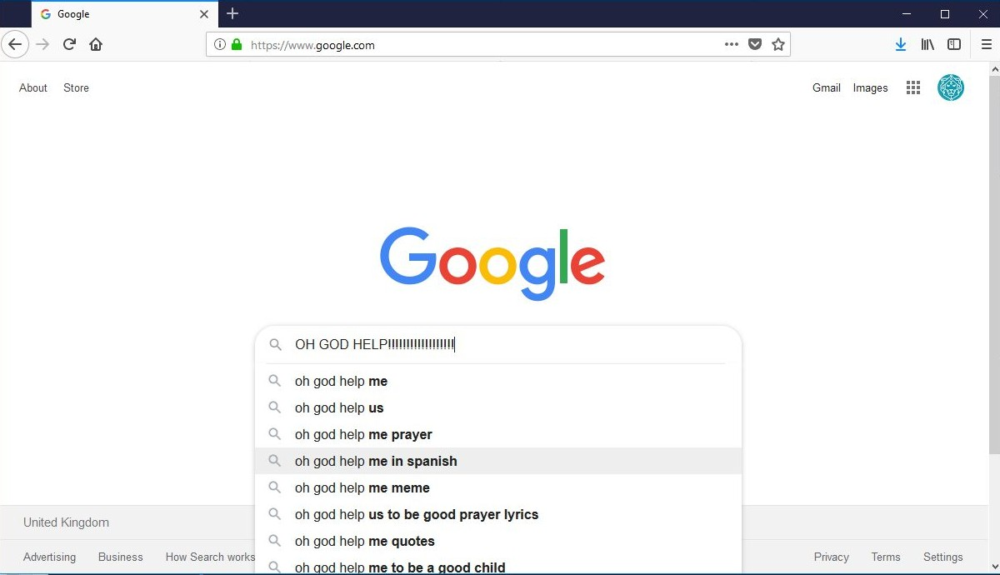 Google
https://www.google.com
About Store Gmail Images
Google
OH GOD HELP!!!!!!!!!!!!!!!!!!
oh god help me
oh god help us
oh god help me prayer
oh god help me in spanish
oh god help me meme
oh god help us to be good prayer lyrics
oh god help me quotes
oh god help me to be a good child
United Kingdom
Advertising Business How Search works Privacy Terms Settings